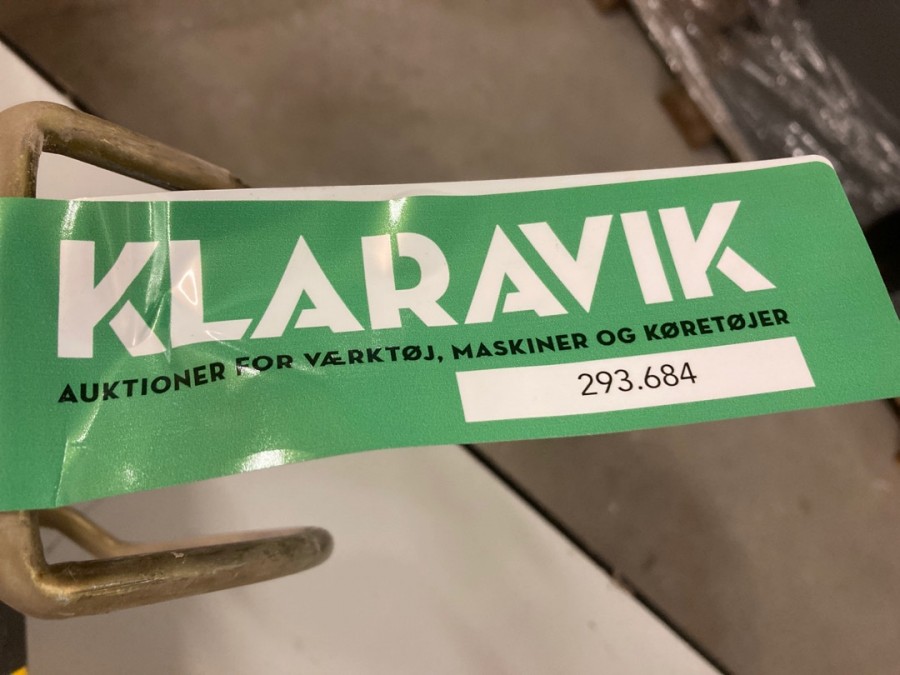 KLARAVIK
AUKTIONER FOR VÆRKTØJ, MASKINER OG KØRETØJER
293.684